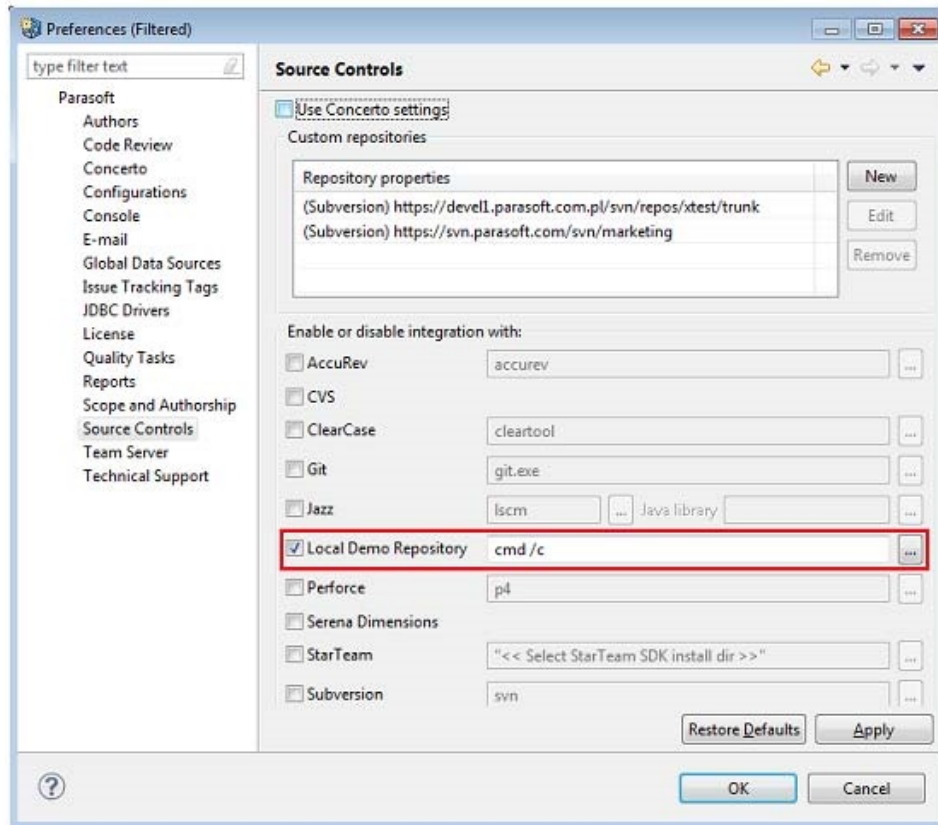 Preferences (Filtered)
type filter text
Parasoft
Authors
Code Review
Concerto
Configurations
Console
E-mail
Global Data Sources
Issue Tracking Tags
JDBC Drivers
License
Quality Tasks
Reports
Scope and Authorship
Source Controls
Team Server
Technical Support
Source Controls
Use Concerto settings
Custom repositories
Repository properties
(Subversion) https://devel1.parasoft.com.pl/svn/repos/xtest/trunk
(Subversion) https://svn.parasoft.com/svn/marketing
New
Edit
Remove
Enable or disable integration with:
AccuRev accurev ...
CVS
ClearCase cleartool ...
Git git.exe ...
Jazz lscm ... Java library ...
Local Demo Repository cmd /c ...
Perforce p4 ...
Serena Dimensions
StarTeam "<< Select StarTeam SDK install dir >>" ...
Subversion svn ...
Restore Defaults Apply
? OK Cancel